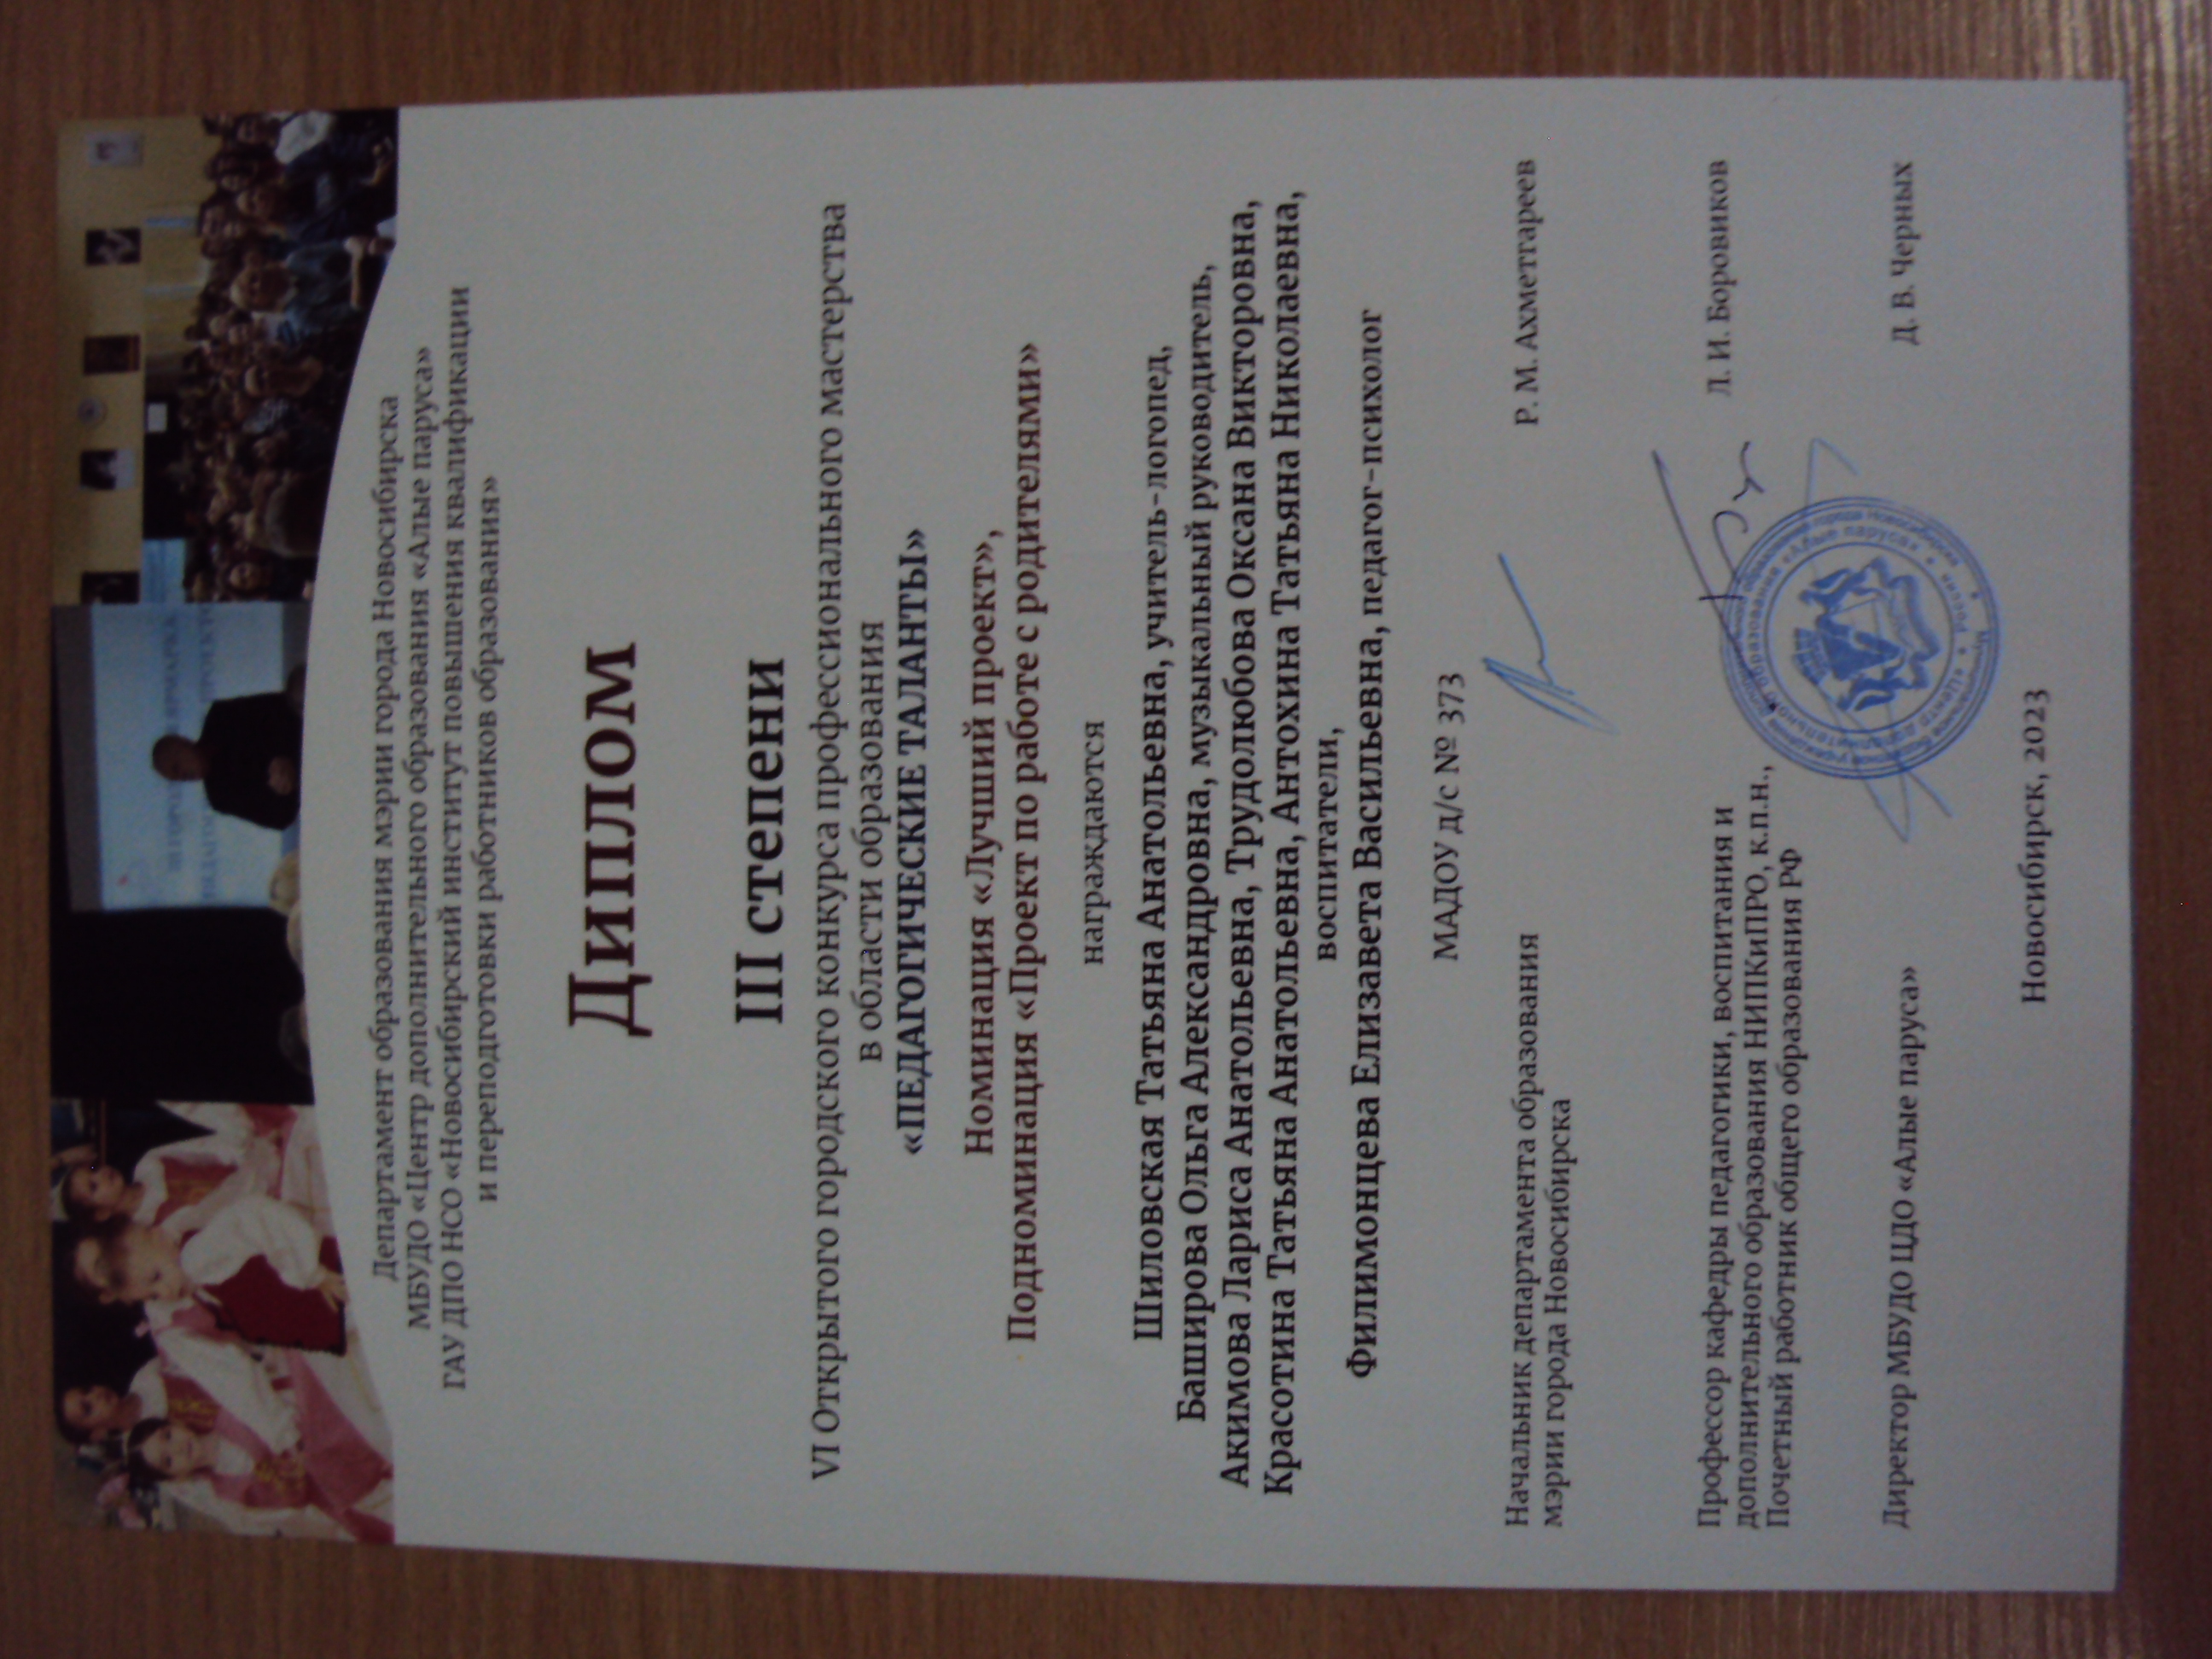 Департамент образования мэрии города Новосибирска
МБУДО «Центр дополнительного образования «Алые паруса»
ГАУ ДПО НСО «Новосибирский институт повышения квалификации
и переподготовки работников образования»
Диплом
III степени
VI Открытого городского конкурса профессионального мастерства
в области образования
«ПЕДАГОГИЧЕСКИЕ ТАЛАНТЫ»
Номинация «Лучший проект»,
Подноминация «Проект по работе с родителями»
награждаются
Шиловская Татьяна Анатольевна, учитель-логопед,
Баширова Ольга Александровна, музыкальный руководитель,
Акимова Лариса Анатольевна, Трудолюбова Оксана Викторовна,
Красотина Татьяна Анатольевна, Антохина Татьяна Николаевна,
воспитатели,
Филимонцева Елизавета Васильевна, педагог-психолог
МАДОУ д/с № 373
Начальник департамента образования
мэрии города Новосибирска
Р. М. Ахметгареев
Профессор кафедры педагогики, воспитания и
дополнительного образования НИПКиПРО, к.п.н.,
Почетный работник общего образования РФ
Л. И. Боровиков
Директор МБУДО ЦДО «Алые паруса»
Д. В. Черных
Новосибирск, 2023